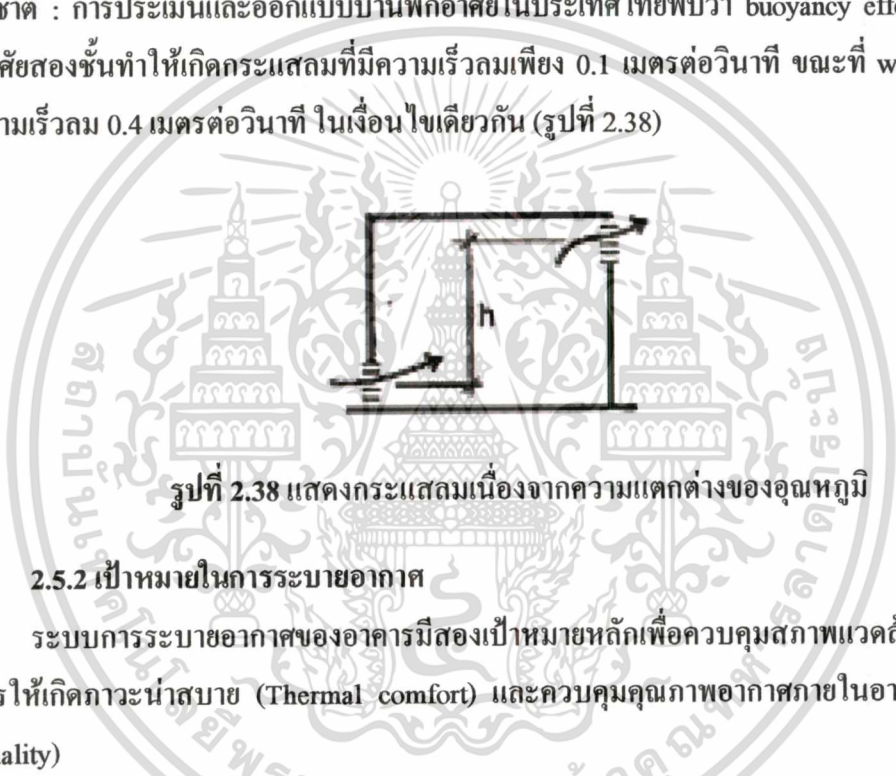 ชาติ : การประเมินและออกแบบบ้านพักอาศัยในประเทศไทยพบว่า buoyancy effe
ศัยสองชั้นทำให้เกิดกระแสลมที่มีความเร็วลมเพียง 0.1 เมตรต่อวินาที ขณะที่ w
ามเร็วลม 0.4 เมตรต่อวินาที ในเงื่อนไขเดียวกัน (รูปที่ 2.38)
h
รูปที่ 2.38 แสดงกระแสลมเนื่องจากความแตกต่างของอุณหภูมิ
2.5.2 เป้าหมายในการระบายอากาศ
ระบบการระบายอากาศของอาคารมีสองเป้าหมายหลักเพื่อควบคุมสภาพแวดล้
รให้เกิดภาวะน่าสบาย (Thermal comfort) และควบคุมคุณภาพอากาศภายในอา
ality)